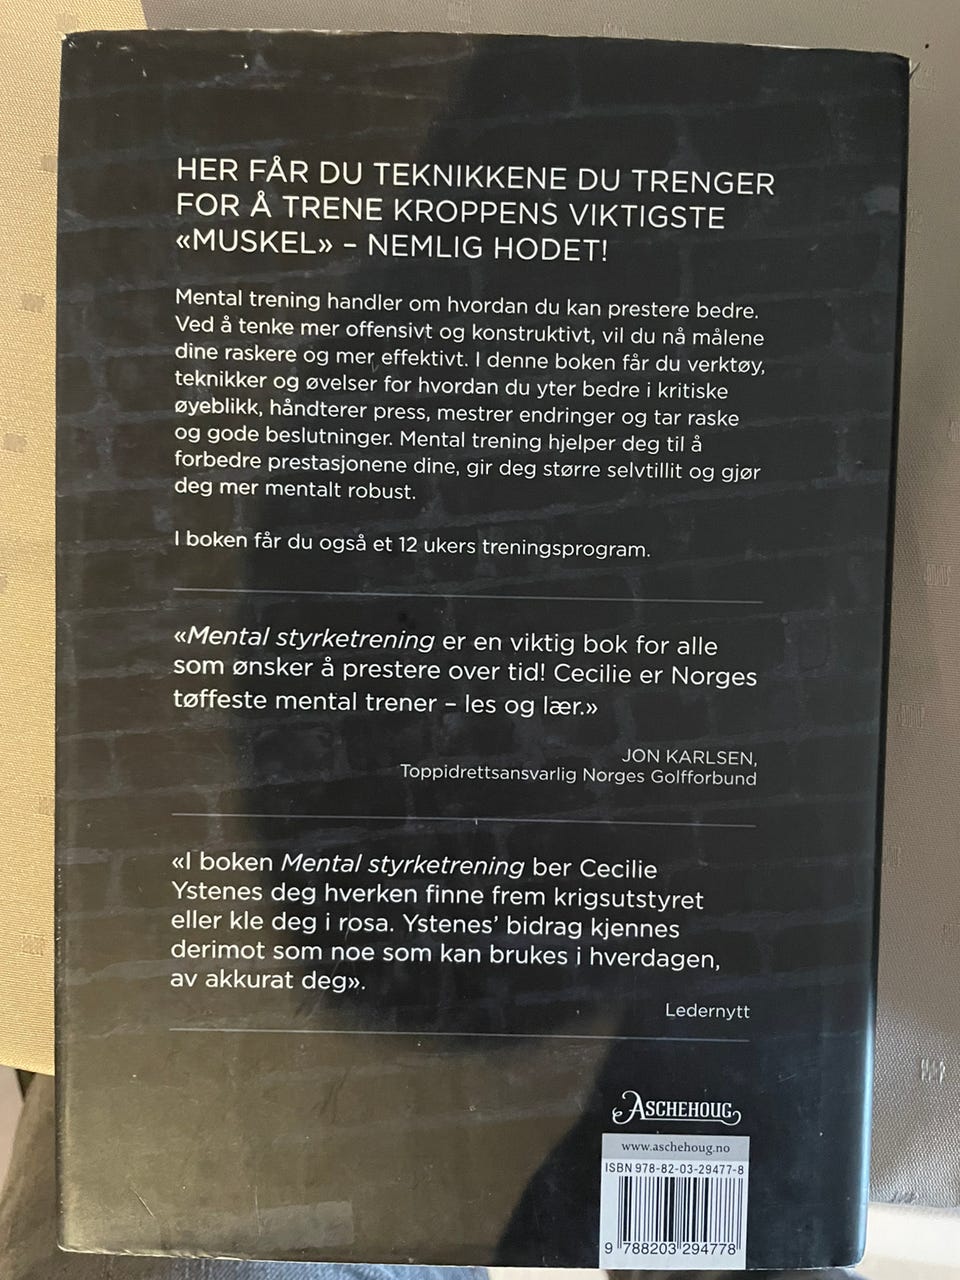 HER FÅR DU TEKNIKKENE DU TRENGER
FOR Å TRENE KROPPENS VIKTIGSTE
«MUSKEL» – NEMLIG HODET!
Mental trening handler om hvordan du kan prestere bedre.
Ved å tenke mer offensivt og konstruktivt, vil du nå målene
dine raskere og mer effektivt. I denne boken får du verktøy,
teknikker og øvelser for hvordan du yter bedre i kritiske
øyeblikk, håndterer press, mestrer endringer og tar raske
og gode beslutninger. Mental trening hjelper deg til å
forbedre prestasjonene dine, gir deg større selvtillit og gjør
deg mer mentalt robust.
I boken får du også et 12 ukers treningsprogram.
«Mental styrketrening er en viktig bok for alle
som ønsker å prestere over tid! Cecilie er Norges
tøffeste mental trener – les og lær.»
JON KARLSEN,
Toppidrettsansvarlig Norges Golfforbund
«I boken Mental styrketrening ber Cecilie
Ystenes deg hverken finne frem krigsutstyret
eller kle deg i rosa. Ystenes’ bidrag kjennes
derimot som noe som kan brukes i hverdagen,
av akkurat deg».
Ledernytt
ASCHEHOUG
www.aschehoug.no
ISBN 978-82-03-29477-8
9 788203 294778